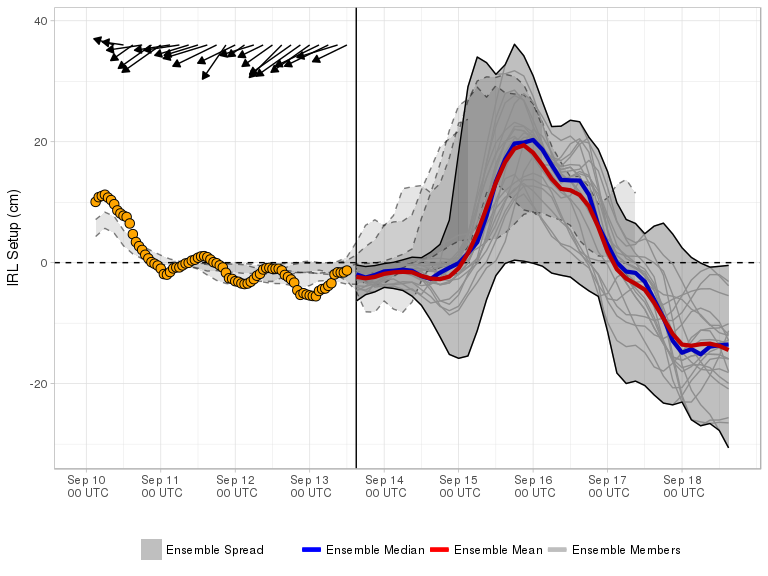 IRL Setup (cm)
40
20
0
-20
Sep 10 Sep 11 Sep 12 Sep 13 Sep 14 Sep 15 Sep 16 Sep 17 Sep 18
00 UTC 00 UTC 00 UTC 00 UTC 00 UTC 00 UTC 00 UTC 00 UTC 00 UTC
Ensemble Spread Ensemble Median Ensemble Mean Ensemble Members